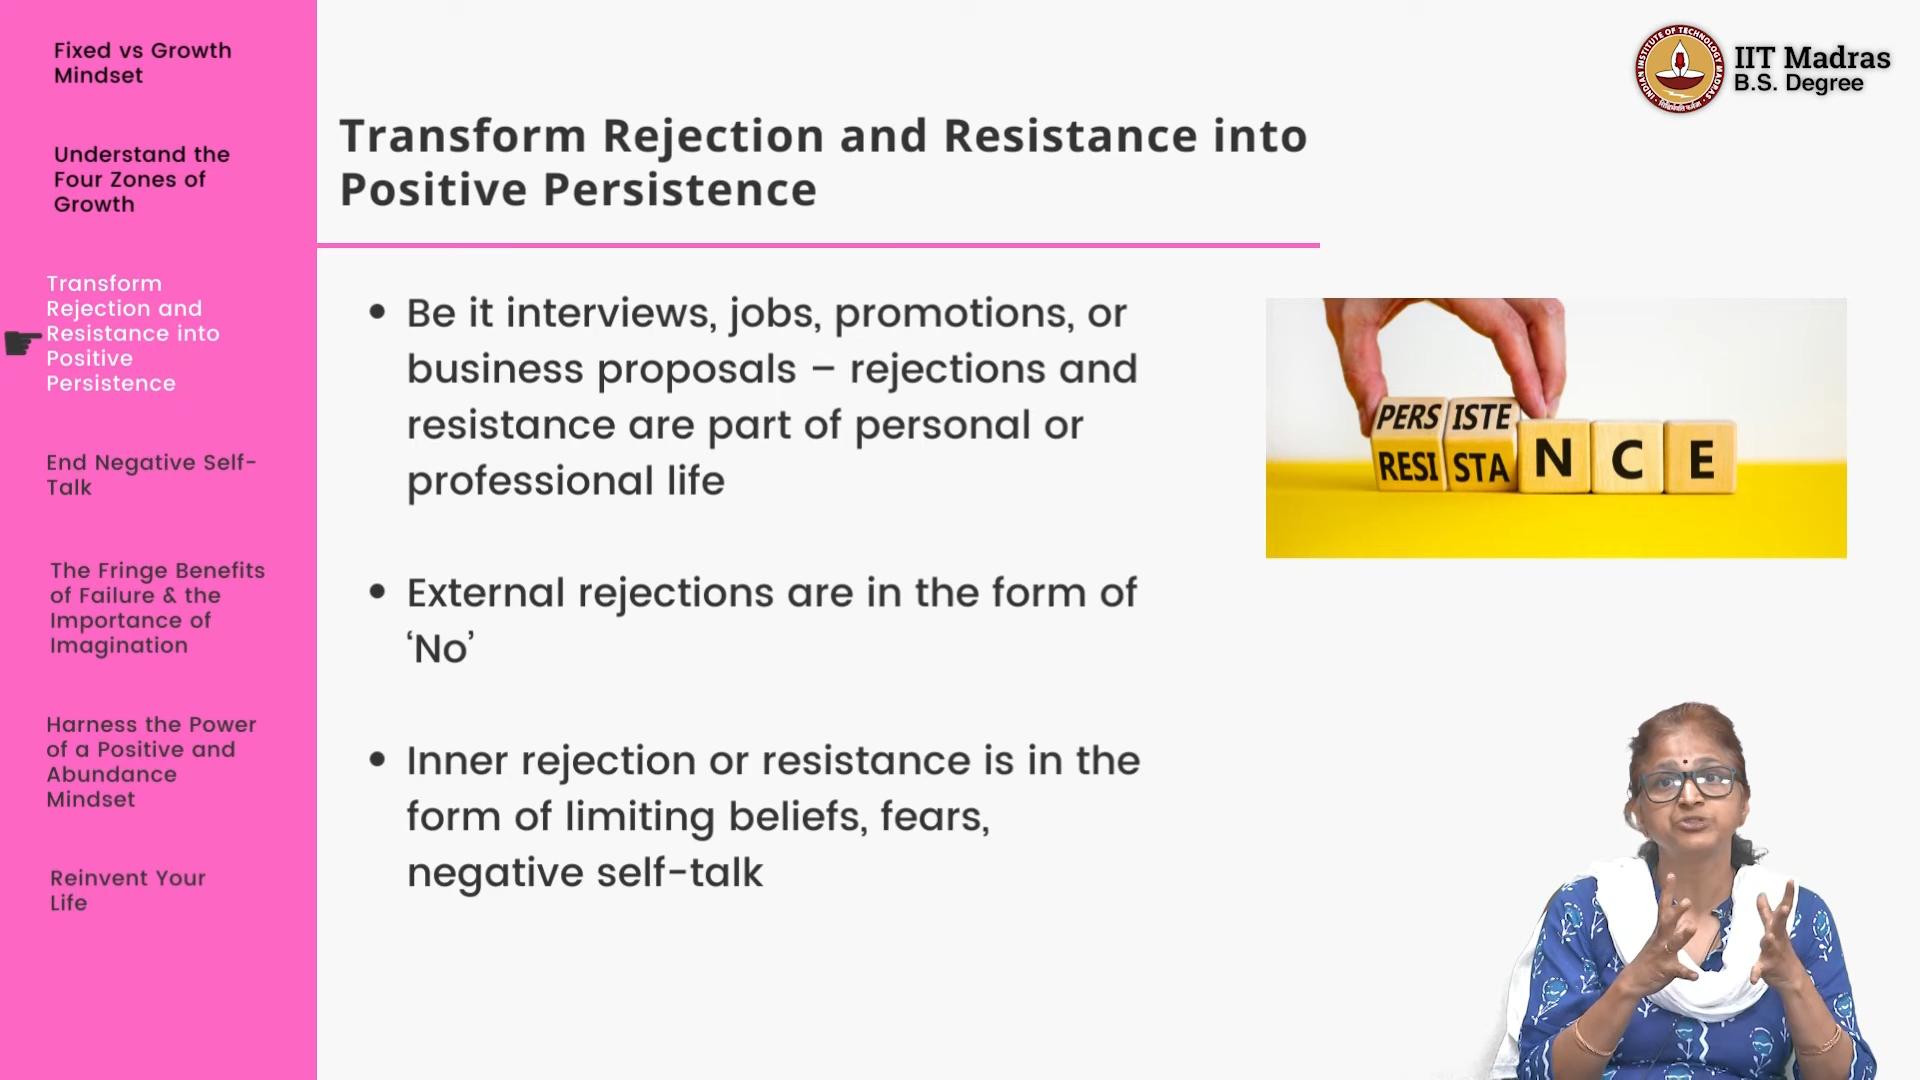 Fixed vs Growth
Mindset
Understand the
Four Zones of
Growth
Transform
Rejection and
Resistance into
Positive
Persistence
End Negative Self-
Talk
The Fringe Benefits
of Failure & the
Importance of
Imagination
Harness the Power
of a Positive and
Abundance
Mindset
Reinvent Your
Life
INDIAN INSTITUTE OF TECHNOLOGY MADRAS
IIT Madras
B.S. Degree
Transform Rejection and Resistance into
Positive Persistence
• Be it interviews, jobs, promotions, or
business proposals – rejections and
resistance are part of personal or
professional life
• External rejections are in the form of
‘No’
• Inner rejection or resistance is in the
form of limiting beliefs, fears,
negative self-talk
PERS ISTE
RESI STA N C E